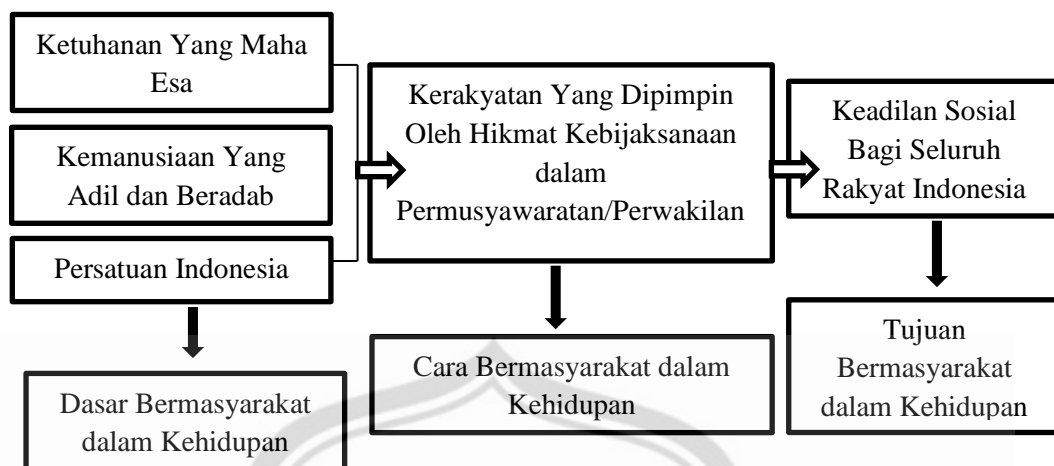 Ketuhanan Yang Maha
Esa
Kemanusiaan Yang
Adil dan Beradab
Persatuan Indonesia
Dasar Bermasyarakat
dalam Kehidupan
Kerakyatan Yang Dipimpin
Oleh Hikmat Kebijaksanaan
dalam
Permusyawaratan/Perwakilan
Cara Bermasyarakat dalam
Kehidupan
Keadilan Sosial
Bagi Seluruh
Rakyat Indonesia
Tujuan
Bermasyarakat
dalam Kehidupan